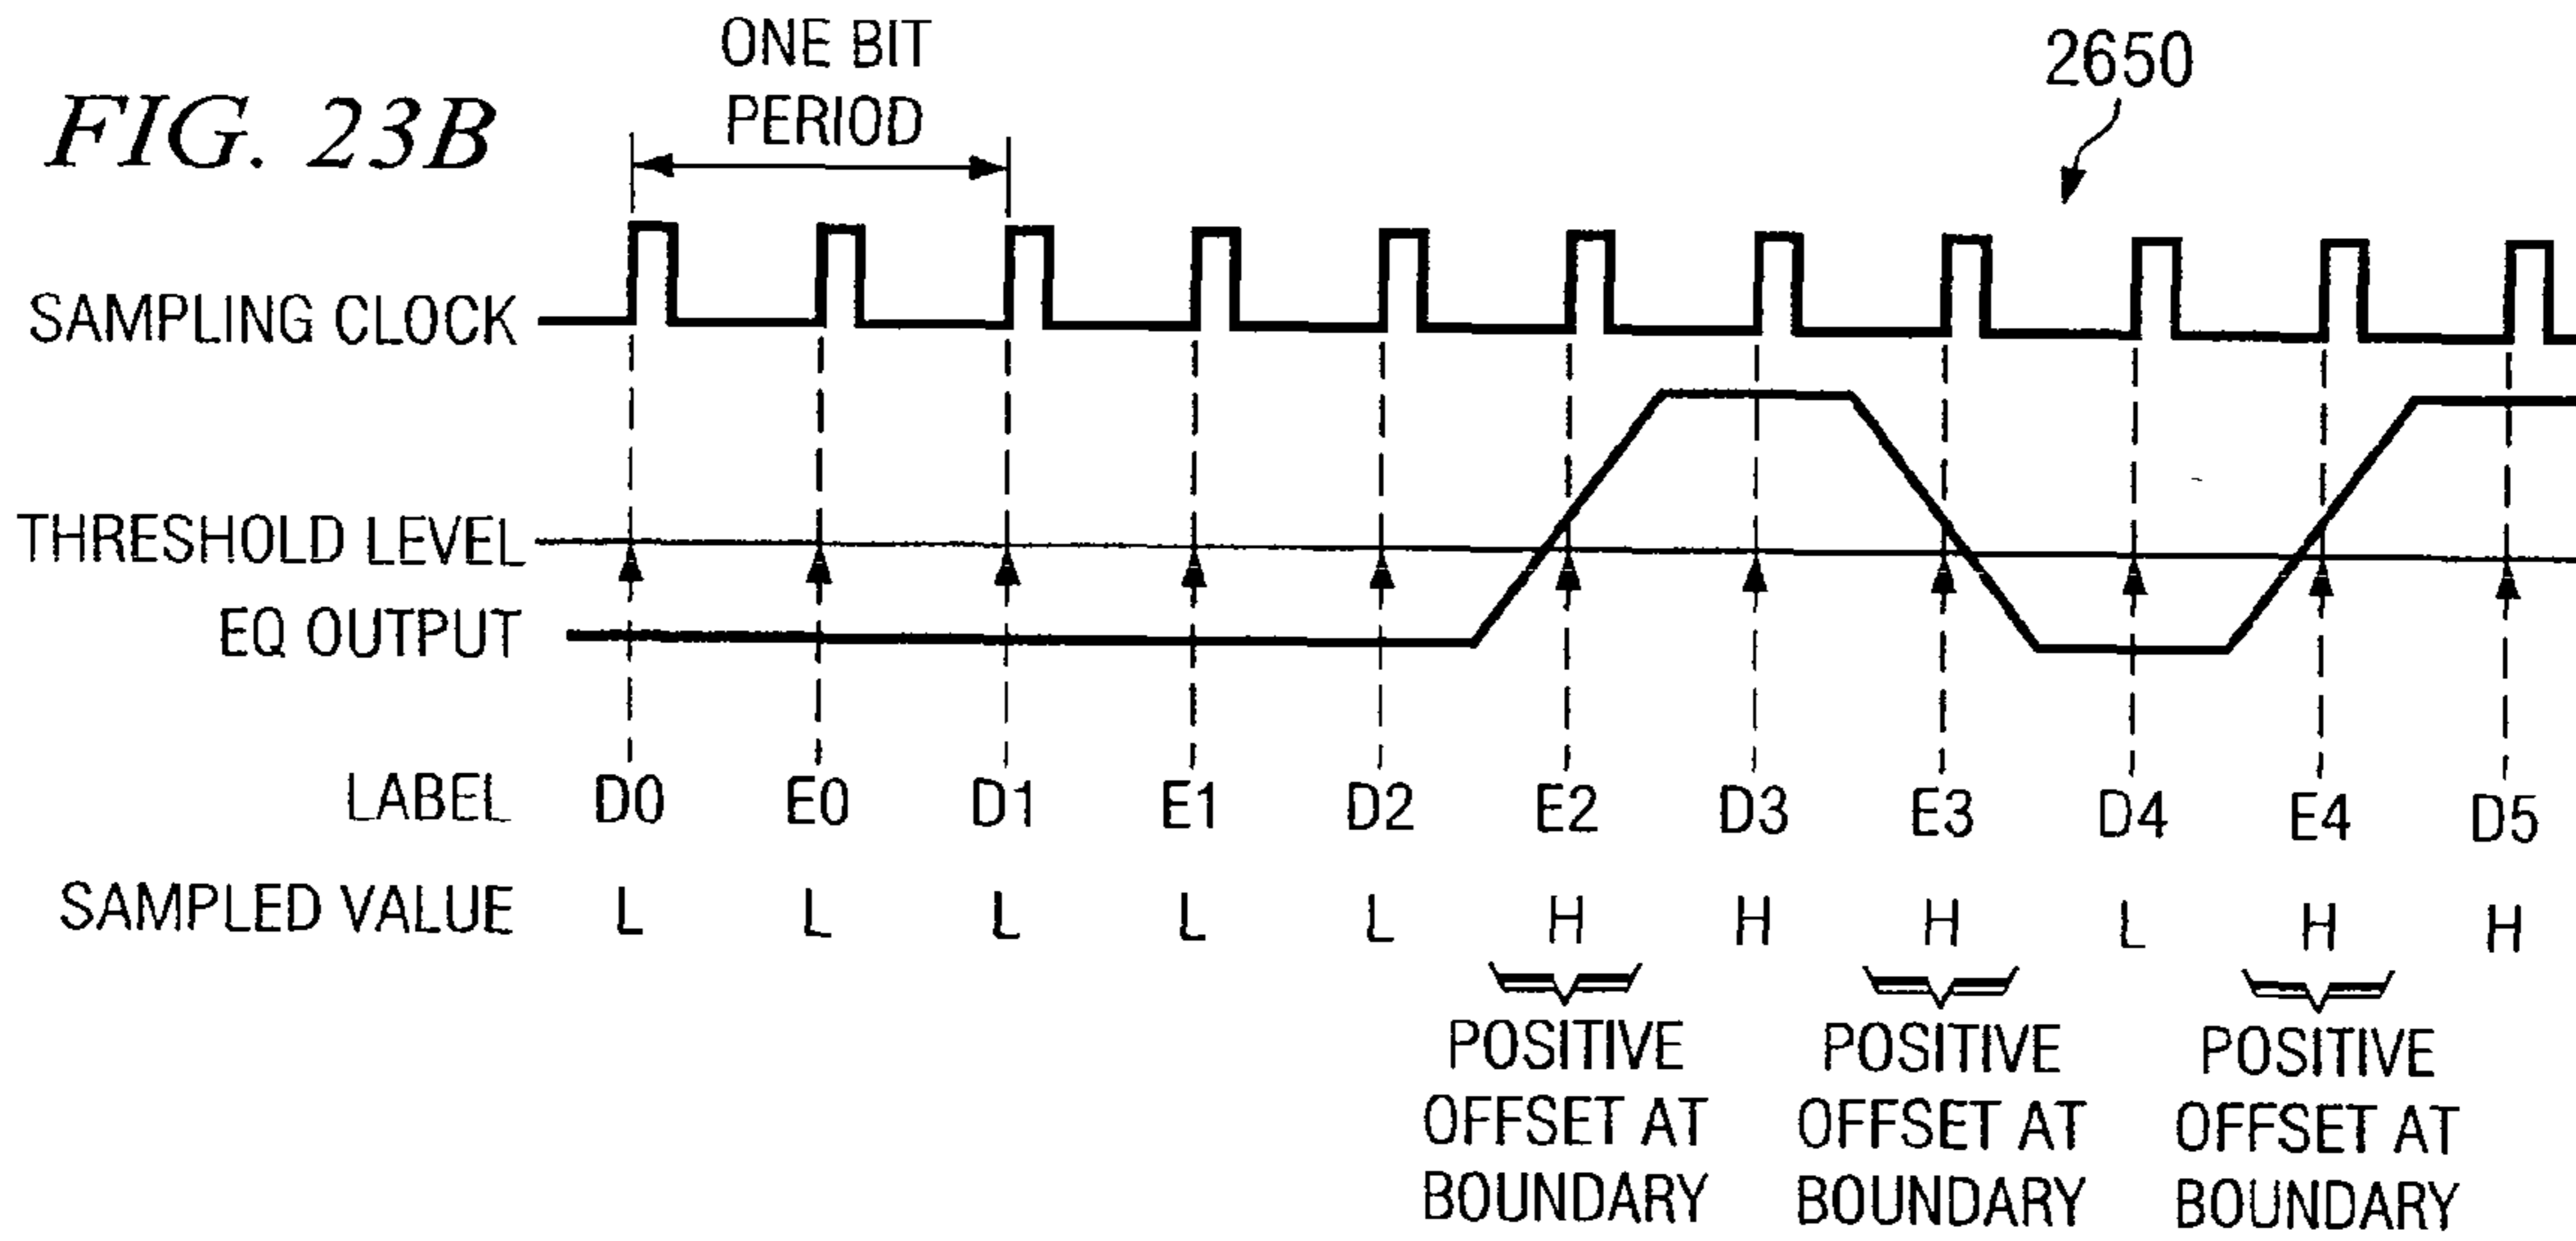 FIG. 23B
ONE BIT
PERIOD
2650
SAMPLING CLOCK
THRESHOLD LEVEL
EQ OUTPUT
LABEL D0 E0 D1 E1 D2 E2 D3 E3 D4 E4 D5
SAMPLED VALUE L L L L L H H H L H H
POSITIVE OFFSET AT BOUNDARY
POSITIVE OFFSET AT BOUNDARY
POSITIVE OFFSET AT BOUNDARY